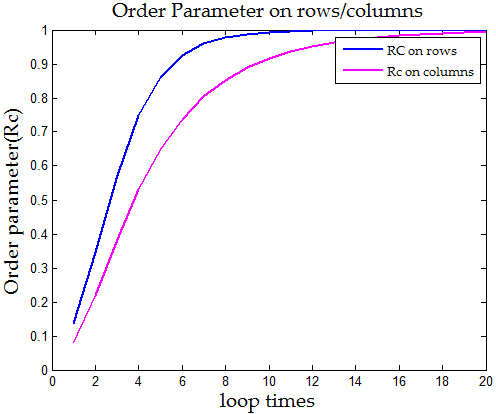 Order Parameter on rows/columns
RC on rows
Rc on columns
Order parameter(Rc)
1
0.9
0.8
0.7
0.6
0.5
0.4
0.3
0.2
0.1
0
0 2 4 6 8 10 12 14 16 18 20
loop times